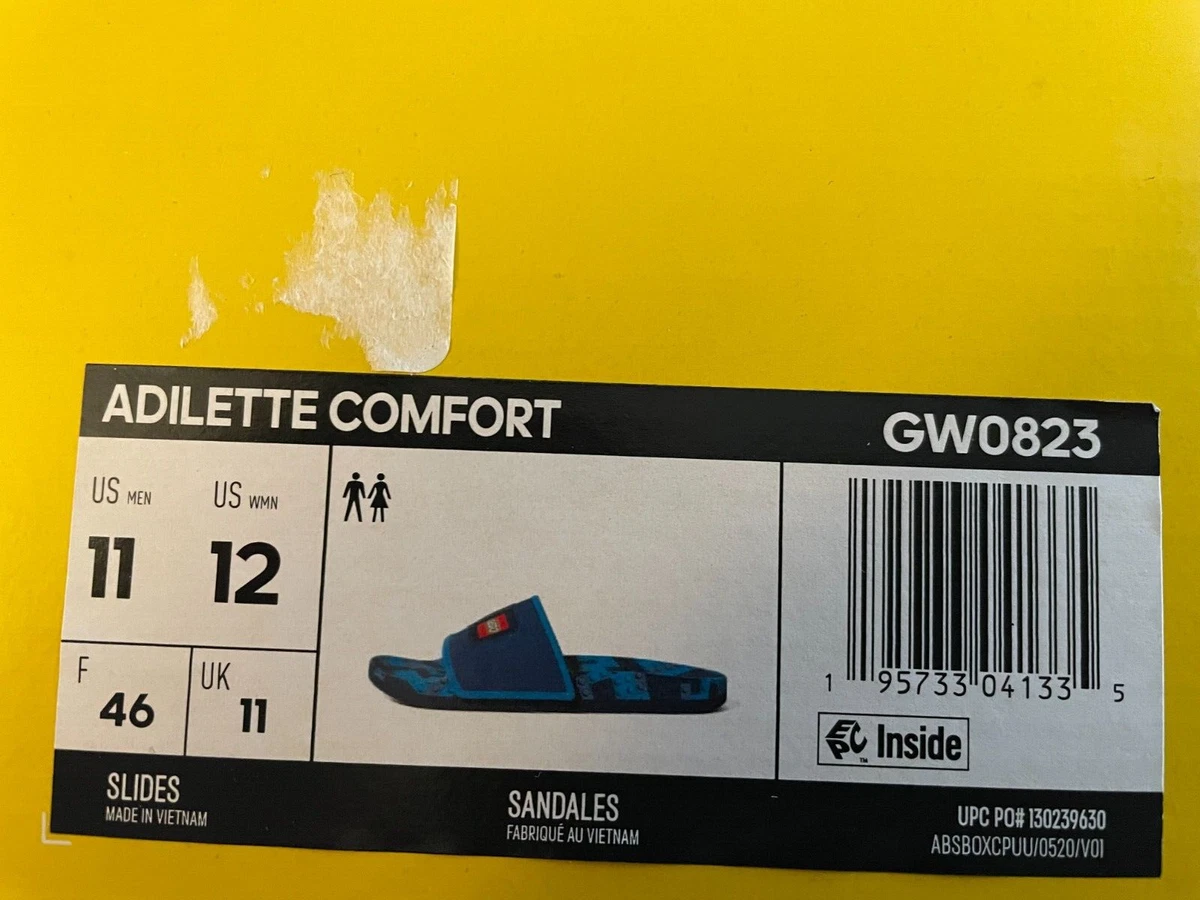 ADILETTE COMFORT
GW0823
US MEN
11
US WMN
12
F
46
UK
11
1 95733 04133 5
EPC™ Inside
SLIDES
MADE IN VIETNAM
SANDALES
FABRIQUÉ AU VIETNAM
UPC PO# 130239630
ABSBOXCPUU/0520/V01